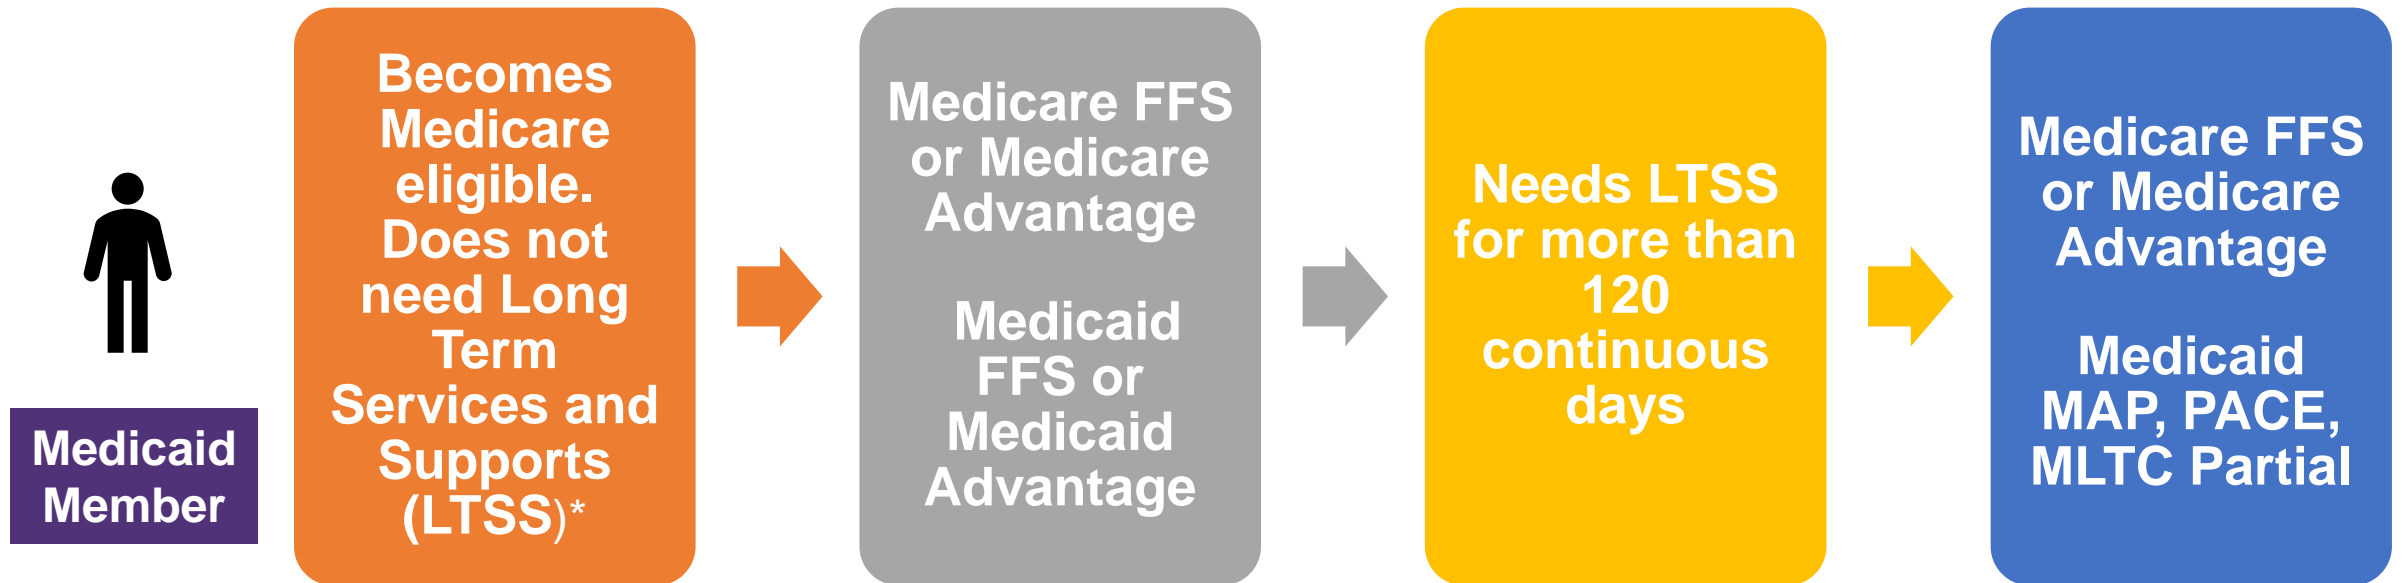 Medicaid
Member
Becomes
Medicare
eligible.
Does not
need Long
Term
Services and
Supports
(LTSS)*
Medicare FFS
or Medicare
Advantage
Medicaid
FFS or
Medicaid
Advantage
Needs LTSS
for more than
120
continuous
days
Medicare FFS
or Medicare
Advantage
Medicaid
MAP, PACE,
MLTC Partial